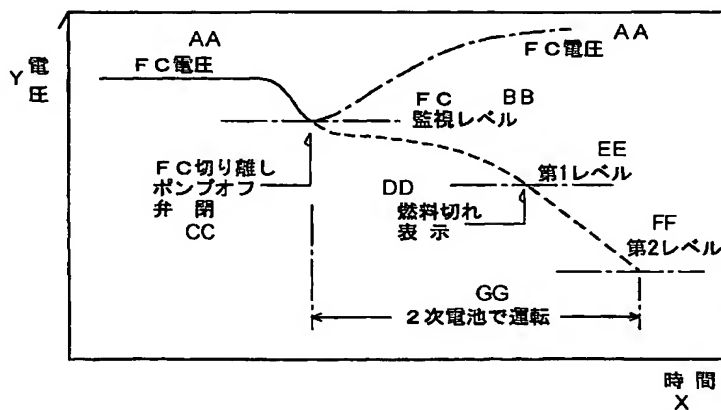 AA
FC電圧
Y 電圧
AA
FC電圧
FC BB
監視レベル
FC切り離し
ポンプオフ
弁 閉
CC
EE
第1レベル
DD
燃料切れ
表 示
FF
第2レベル
GG
2次電池で運転
時 間
X